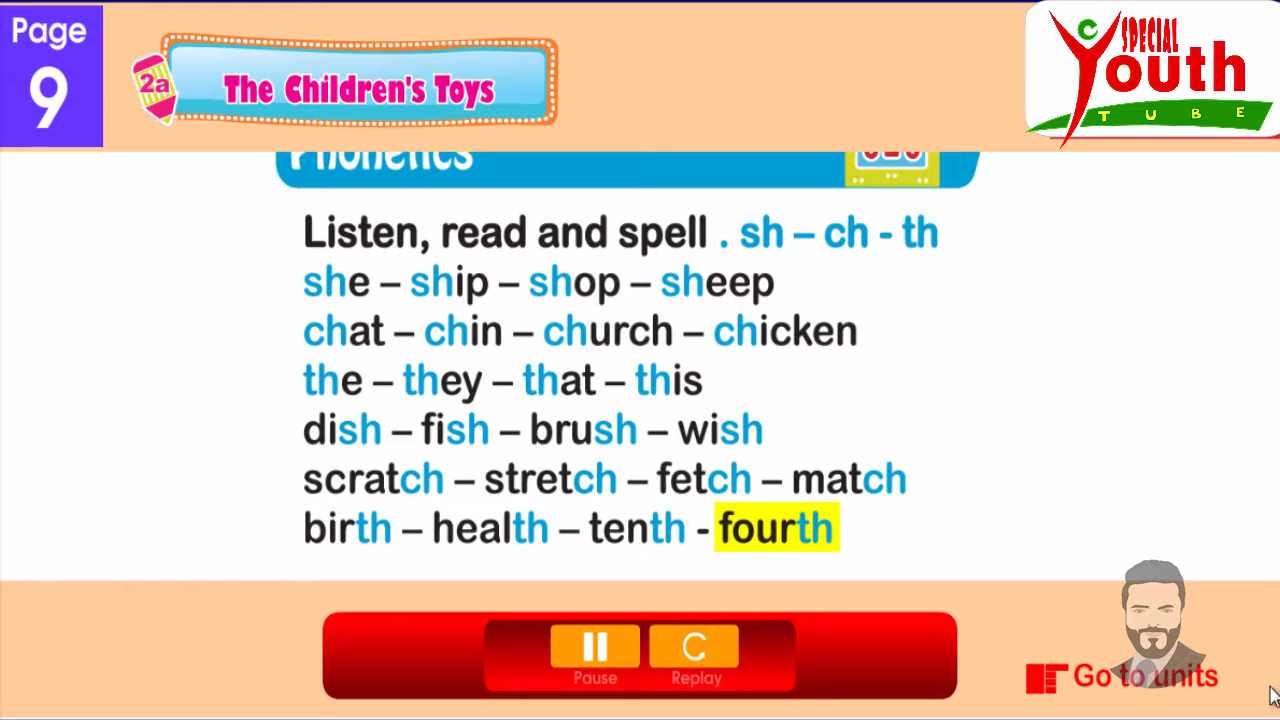 Page
9
2a
The Children's Toys
C
SPECIAL
Youth
TUBE
Phonetics
Listen, read and spell . sh – ch - th
she – ship – shop – sheep
chat – chin – church – chicken
the – they – that – this
dish – fish – brush – wish
scratch – stretch – fetch – match
birth – health – tenth - fourth
Pause
Replay
Go to units